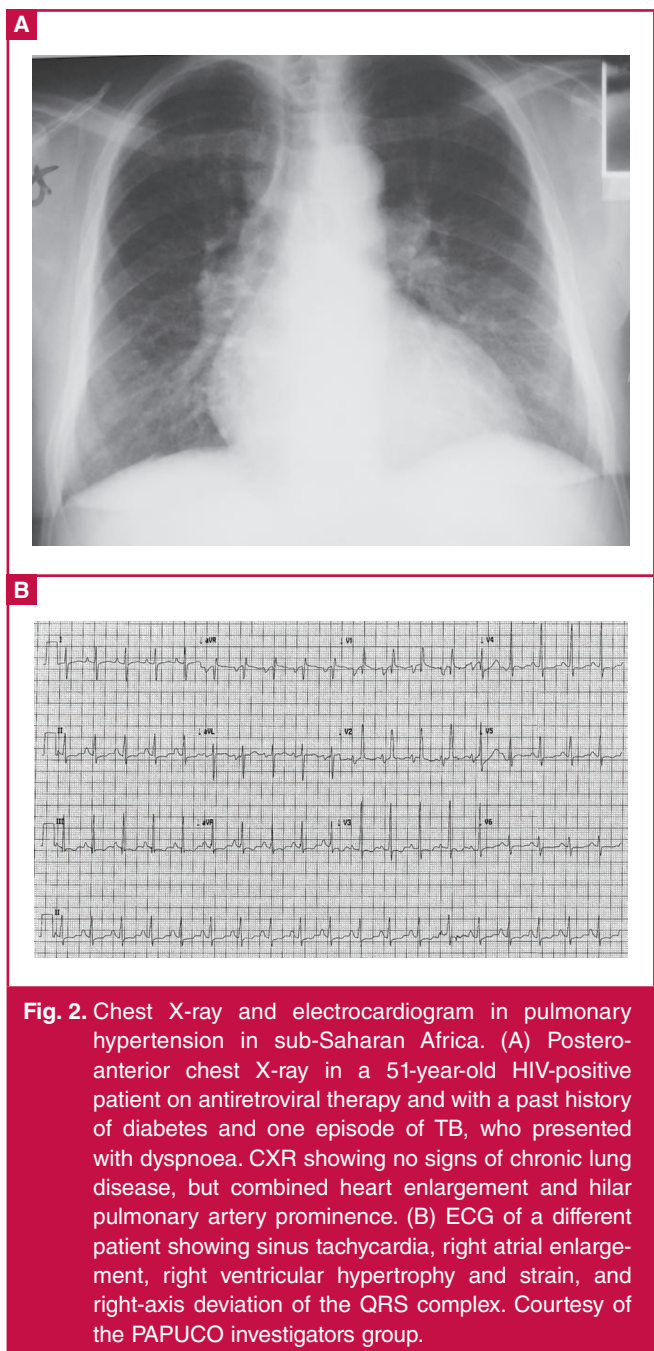 A
B
I
aVR
V1
V4
II
aVL
V2
V5
III
aVF
V3
V6
II
Fig. 2. Chest X-ray and electrocardiogram in pulmonary
hypertension in sub-Saharan Africa. (A) Postero-
anterior chest X-ray in a 51-year-old HIV-positive
patient on antiretroviral therapy and with a past history
of diabetes and one episode of TB, who presented
with dyspnoea. CXR showing no signs of chronic lung
disease, but combined heart enlargement and hilar
pulmonary artery prominence. (B) ECG of a different
patient showing sinus tachycardia, right atrial enlarge-
ment, right ventricular hypertrophy and strain, and
right-axis deviation of the QRS complex. Courtesy of
the PAPUCO investigators group.